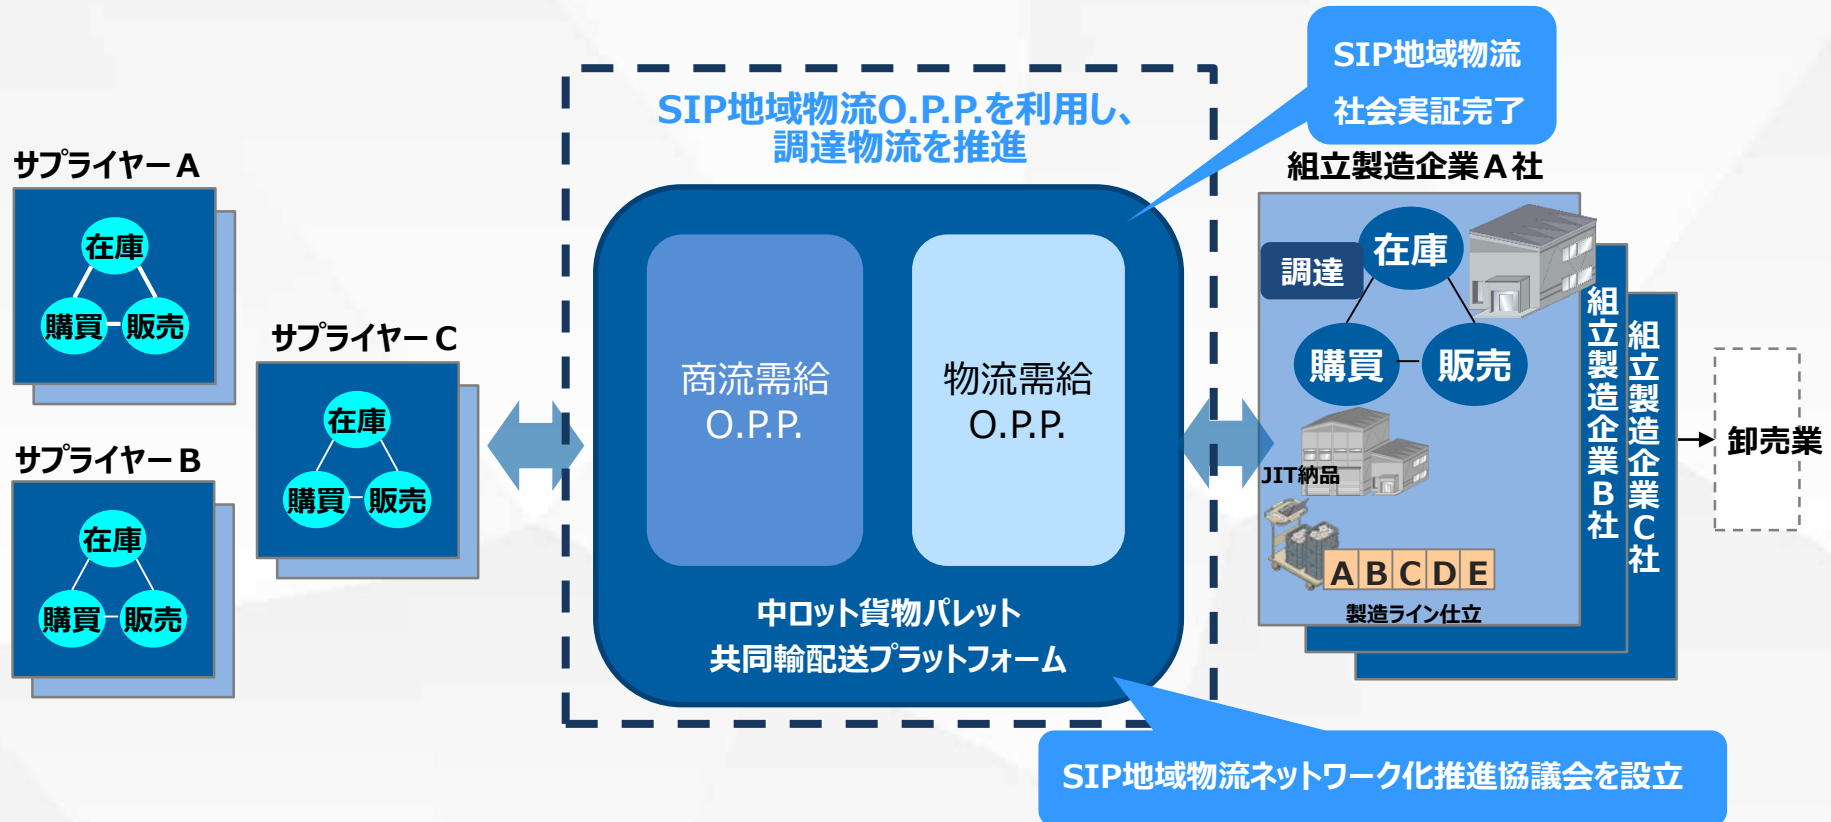 SIP地域物流
社会実証完了
SIP地域物流O.P.P.を利用し、
調達物流を推進
サプライヤーA
在庫
購買
販売
サプライヤーB
在庫
購買
販売
サプライヤーC
在庫
購買
販売
商流需給
O.P.P.
物流需給
O.P.P.
中ロット貨物パレット
共同輸配送プラットフォーム
組立製造企業A社
調達
在庫
購買
販売
JIT納品
A B C D E
製造ライン仕立
組立製造企業B社
組立製造企業C社
卸売業
SIP地域物流ネットワーク化推進協議会を設立